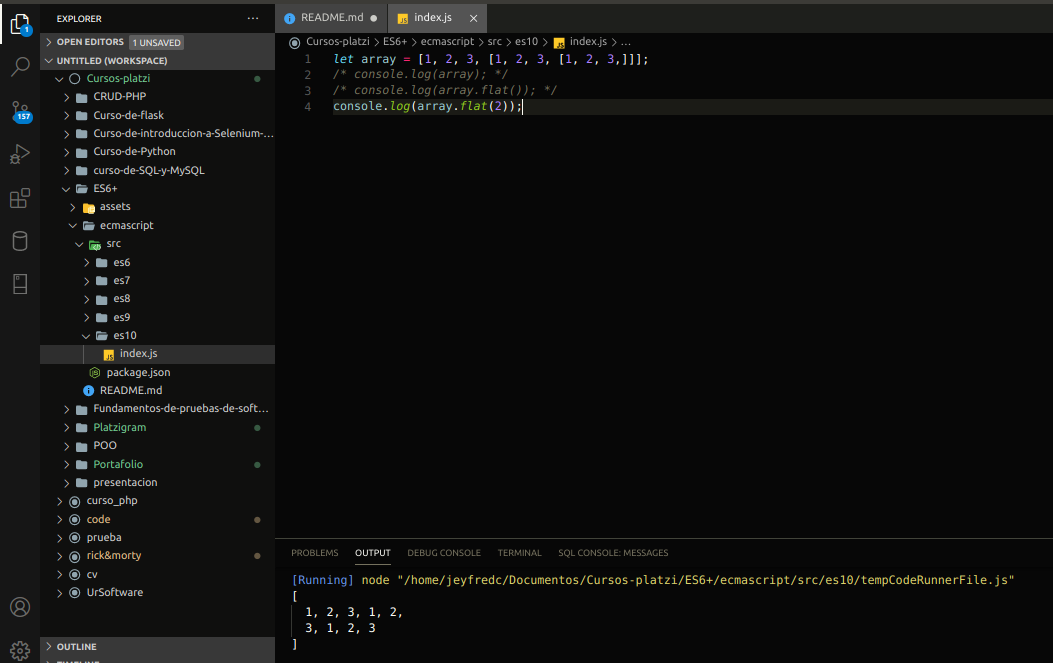 EXPLORER
OPEN EDITORS 1 UNSAVED
UNTITLED (WORKSPACE)
Cursos-platzi
CRUD-PHP
Curso-de-flask
Curso-de-introduccion-a-Selenium-...
Curso-de-Python
curso-de-SQL-y-MySQL
ES6+
assets
ecmascript
src
es6
es7
es8
es9
es10
index.js
package.json
README.md
Fundamentos-de-pruebas-de-soft...
Platzigram
POO
Portafolio
presentacion
curso_php
code
prueba
rick&morty
cv
UrSoftware
OUTLINE
TIMELINE
1
157
README.md
index.js
Cursos-platzi > ES6+ > ecmascript > src > es10 > index.js > ...
1 let array = [1, 2, 3, [1, 2, 3, [1, 2, 3,]]];
2 /* console.log(array); */
3 /* console.log(array.flat()); */
4 console.log(array.flat(2));
PROBLEMS OUTPUT DEBUG CONSOLE TERMINAL SQL CONSOLE: MESSAGES
[Running] node "/home/jeyfredc/Documentos/Cursos-platzi/ES6+/ecmascript/src/es10/tempCodeRunnerFile.js"
[
1, 2, 3, 1, 2,
3, 1, 2, 3
]